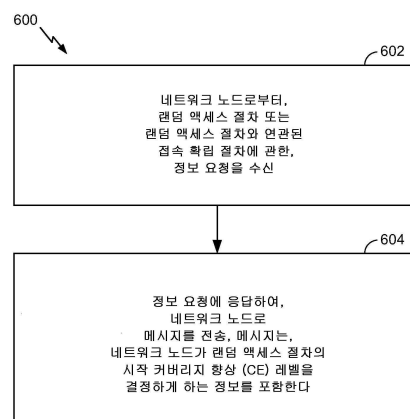 600
602
네트워크 노드로부터,
랜덤 액세스 절차 또는
랜덤 액세스 절차와 연관된
접속 확립 절차에 관한,
정보 요청을 수신
604
정보 요청에 응답하여,
네트워크 노드로
메시지를 전송, 메시지는,
네트워크 노드가 랜덤 액세스 절차의
시작 커버리지 향상 (CE) 레벨을
결정하게 하는 정보를 포함한다